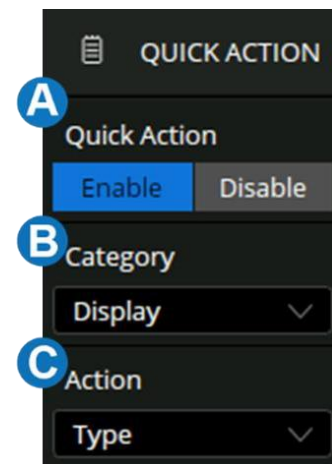 QUICK ACTION
A
Quick Action
Enable Disable
B
Category
Display
C
Action
Type